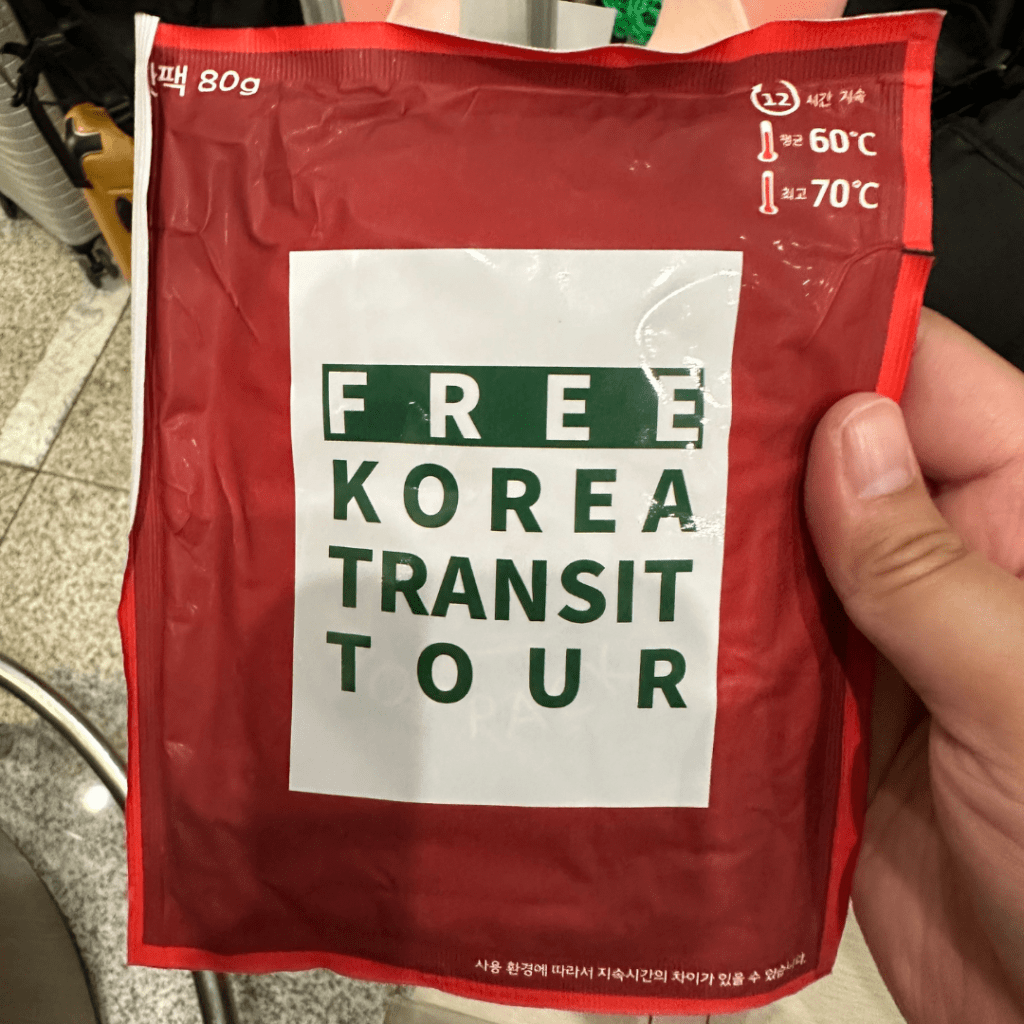 팩 80g
12 시간 지속
평균 60℃
최고 70℃
FREE
KOREA
TRANSIT
TOUR
사용 환경에 따라서 지속시간의 차이가 있을 수 있습니다.